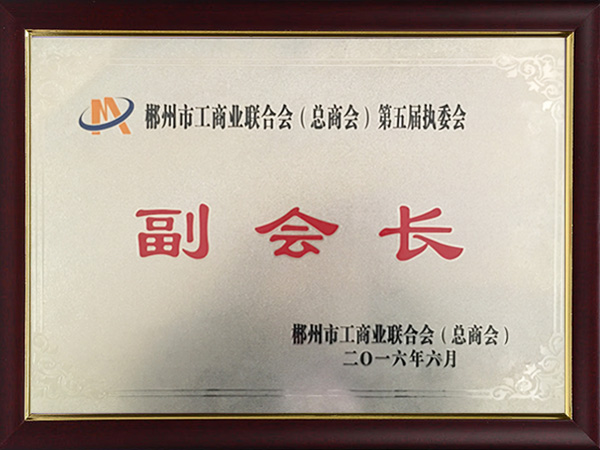 郴州市工商业联合会（总商会）第五届执委会
副会长
郴州市工商业联合会（总商会）
二〇一六年六月